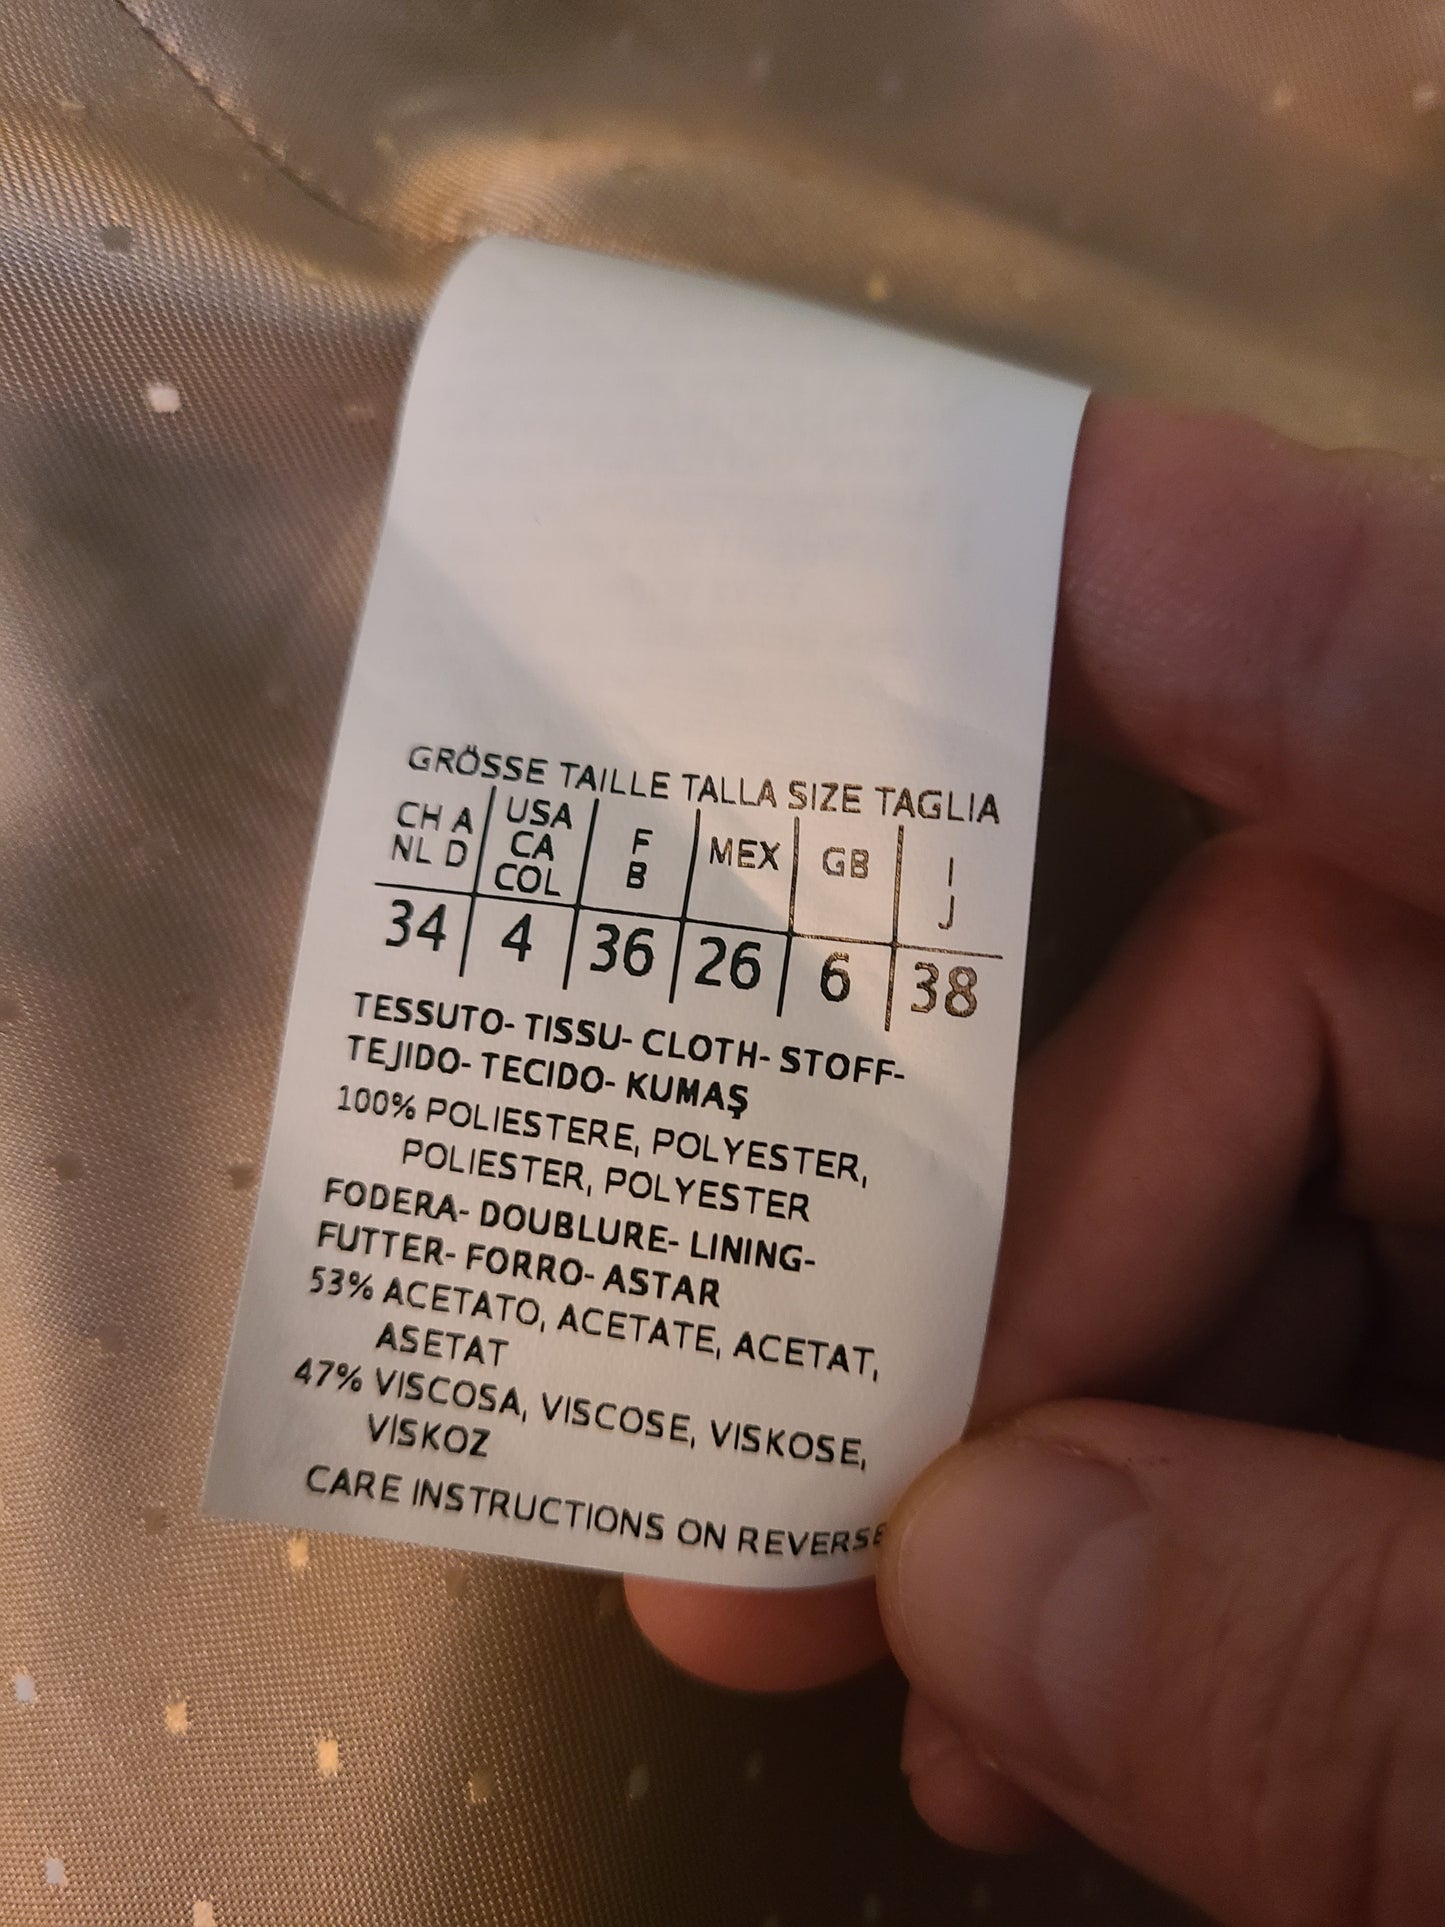 GRÖSSE TAILLE TALLA SIZE TAGLIA
CH A USA F MEX GB I
NL D CA B J
COL
34 4 36 26 6 38
TESSUTO- TISSU- CLOTH- STOFF-
TEJIDO- TECIDO- KUMAŞ
100% POLIESTERE, POLYESTER,
POLIESTER, POLYESTER
FODERA- DOUBLURE- LINING-
FUTTER- FORRO- ASTAR
53% ACETATO, ACETATE, ACETAT,
ASETAT
47% VISCOSA, VISCOSE, VISKOSE,
VISKOZ
CARE INSTRUCTIONS ON REVERSE